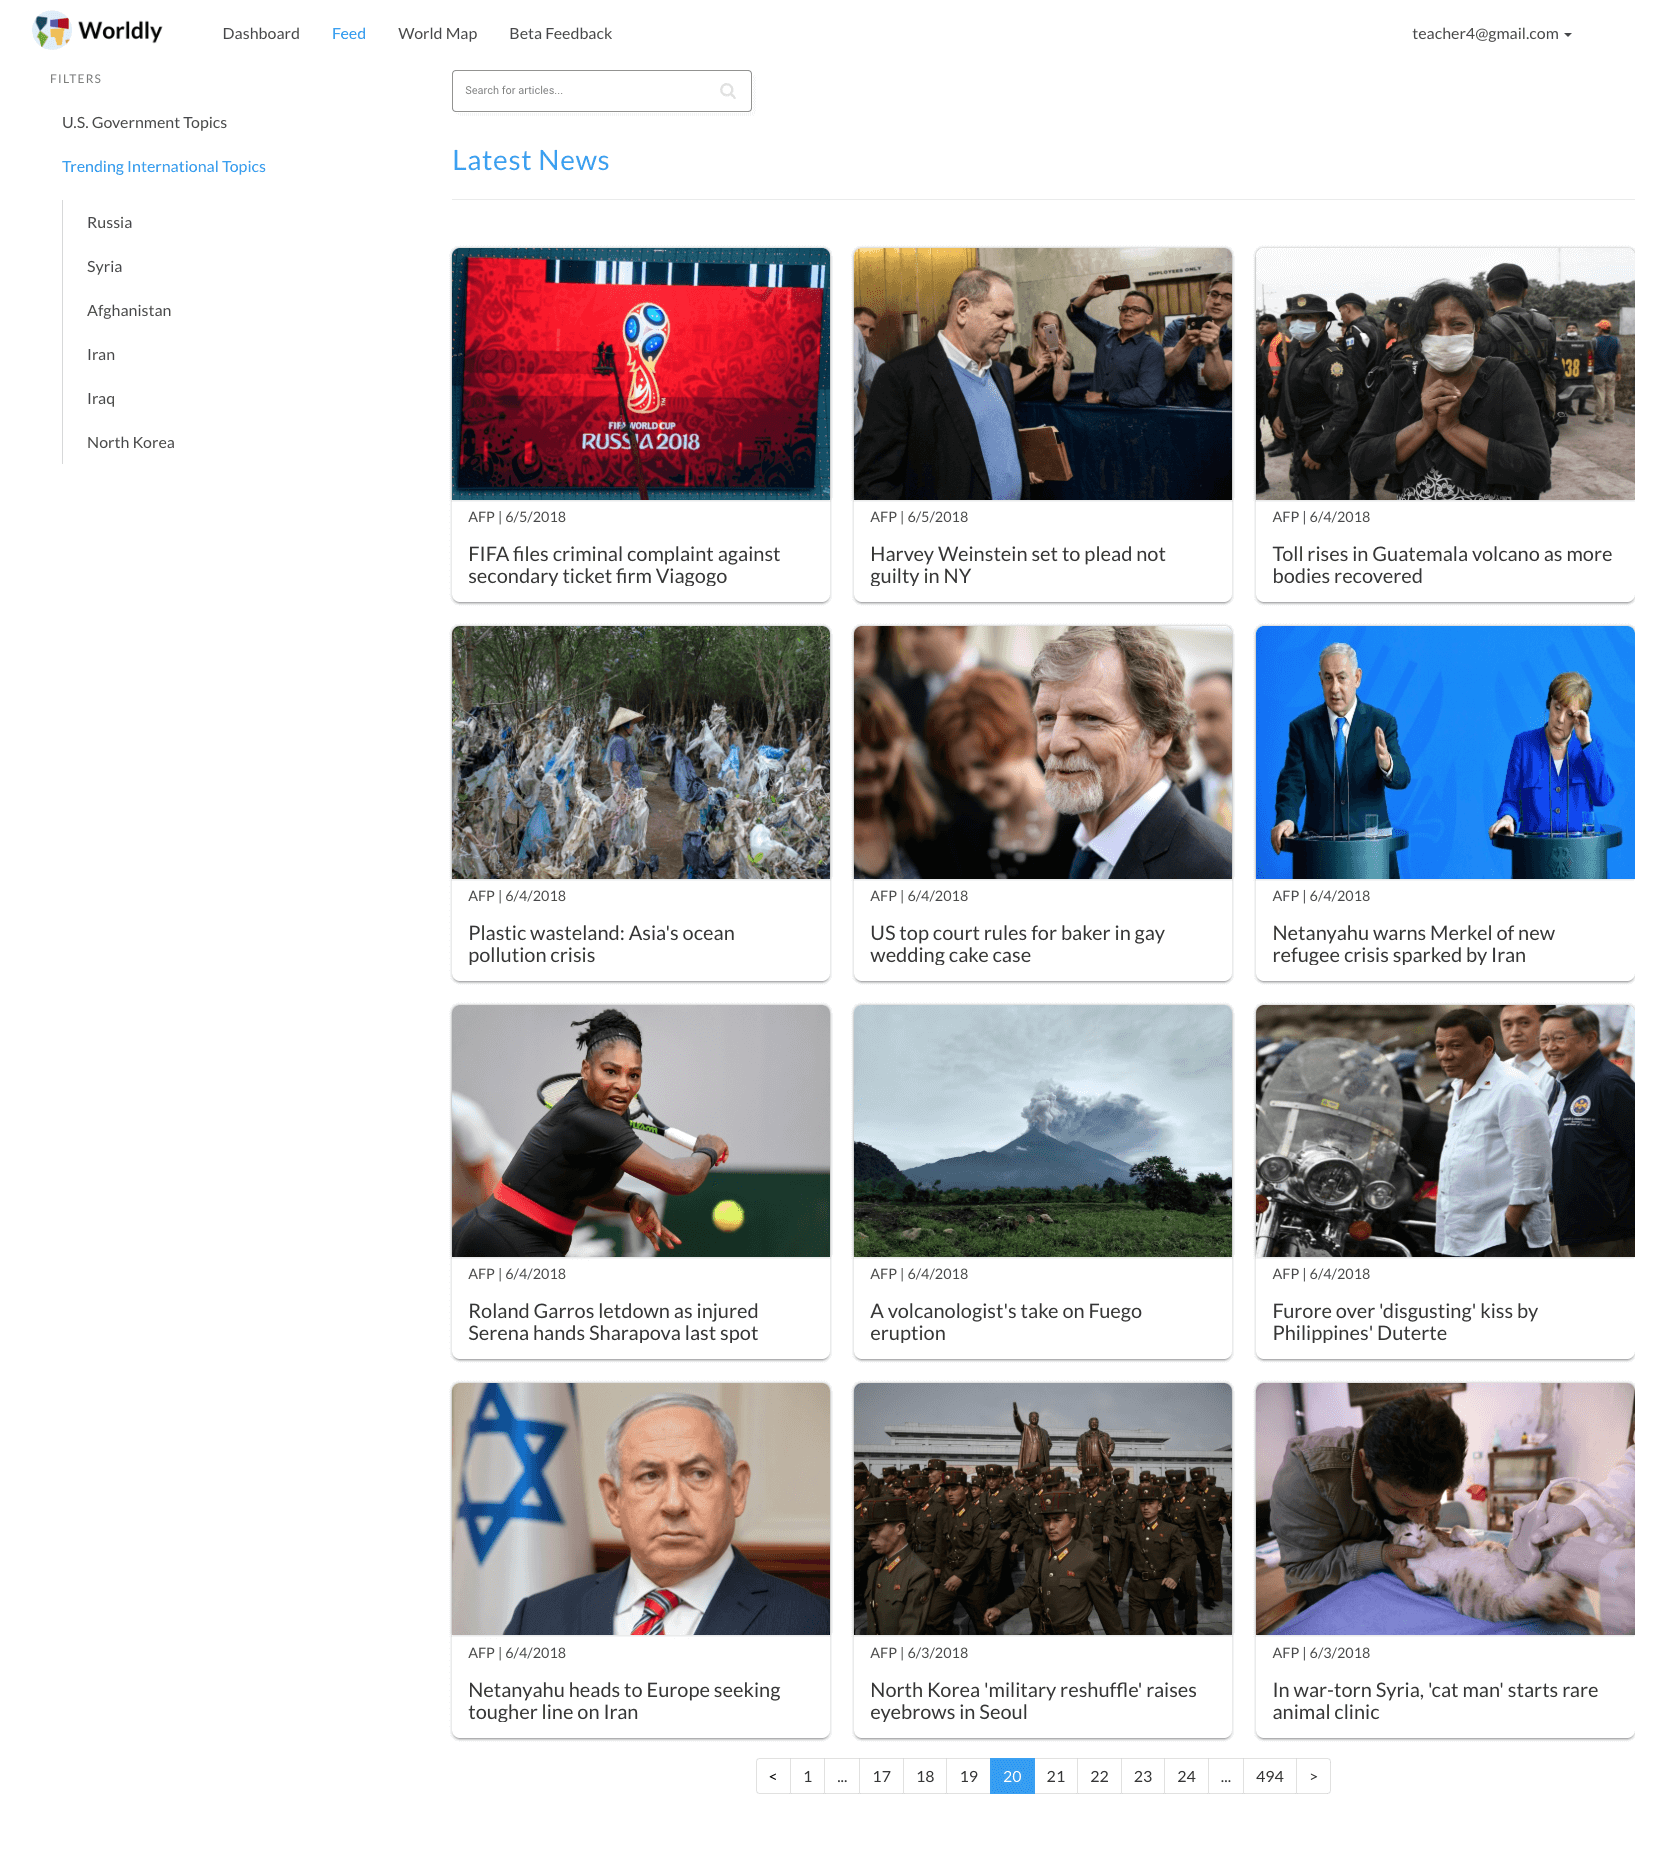 Worldly
Dashboard
Feed
World Map
Beta Feedback
teacher4@gmail.com
FILTERS
U.S. Government Topics
Trending International Topics
Russia
Syria
Afghanistan
Iran
Iraq
North Korea
Search for articles...
Latest News
FIFA WORLD CUP
RUSSIA 2018
EMPLOYEES ONLY
38
AFP | 6/5/2018
FIFA files criminal complaint against
secondary ticket firm Viagogo
AFP | 6/5/2018
Harvey Weinstein set to plead not
guilty in NY
AFP | 6/4/2018
Toll rises in Guatemala volcano as more
bodies recovered
AFP | 6/4/2018
Plastic wasteland: Asia's ocean
pollution crisis
AFP | 6/4/2018
US top court rules for baker in gay
wedding cake case
AFP | 6/4/2018
Netanyahu warns Merkel of new
refugee crisis sparked by Iran
AFP | 6/4/2018
Roland Garros letdown as injured
Serena hands Sharapova last spot
AFP | 6/4/2018
A volcanologist's take on Fuego
eruption
AFP | 6/4/2018
Furore over 'disgusting' kiss by
Philippines' Duterte
AFP | 6/4/2018
Netanyahu heads to Europe seeking
tougher line on Iran
AFP | 6/3/2018
North Korea 'military reshuffle' raises
eyebrows in Seoul
AFP | 6/3/2018
In war-torn Syria, 'cat man' starts rare
animal clinic
< 1 ... 17 18 19 20 21 22 23 24 ... 494 >